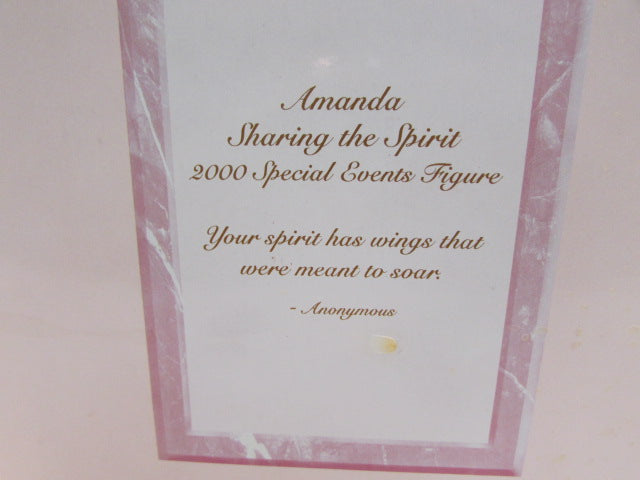 Amanda
Sharing the Spirit
2000 Special Events Figure
Your spirit has wings that
were meant to soar.
- Anonymous